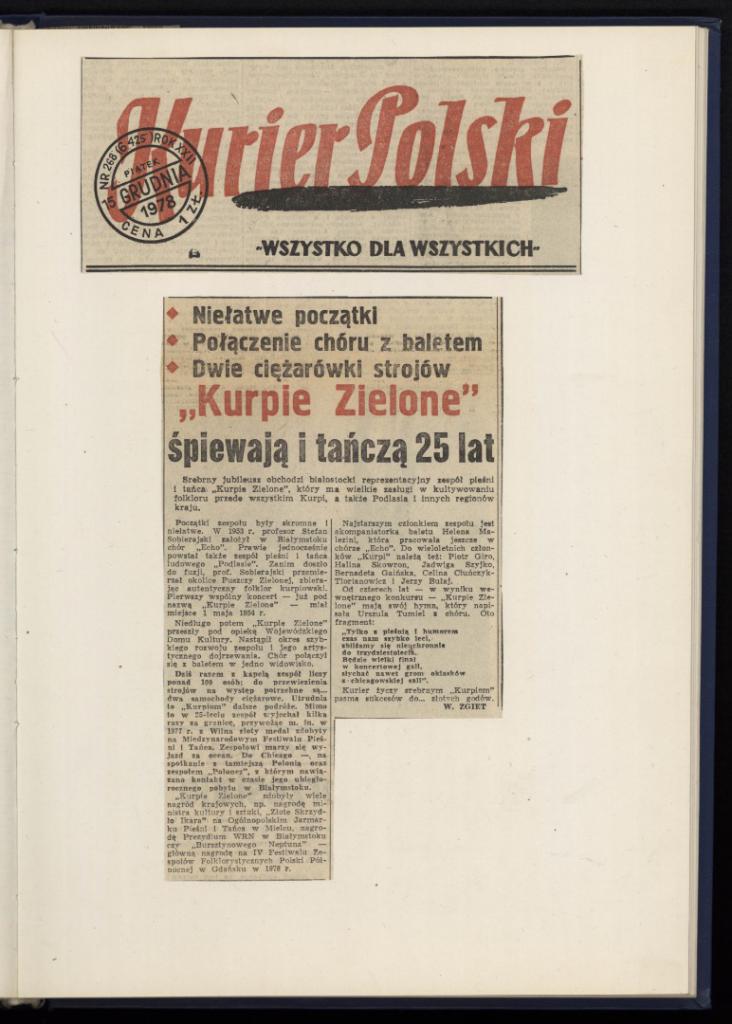 Kurier Polski
NR 268 (6 425) ROK XXII
PIĄTEK
15 GRUDNIA
1978
CENA 1 ZŁ
-WSZYSTKO DLA WSZYSTKICH-
Niełatwe początki
Połączenie chóru z baletem
Dwie ciężarówki strojów
„Kurpie Zielone”
śpiewają i tańczą 25 lat
Srebrny jubileusz obchodzi białostocki reprezentacyjny zespół pieśni
i tańca „Kurpie Zielone”, który ma wielkie zasługi w kultywowaniu
folkloru przede wszystkim Kurpi, a także Podlasia i innych regionów
kraju.
Początki zespołu były skromne i
niełatwe. W 1953 r. profesor Stefan
Sobierajski założył w Białymstoku
chór „Echo”. Prawie jednocześnie
powstał także zespół pieśni i tańca
ludowego „Podlasie”. Zanim doszło
do fuzji, prof. Sobierajski przemie-
rzał okolice Puszczy Zielonej, zbiera-
jąc autentyczny folklor kurpiowski.
Pierwszy wspólny koncert — już pod
nazwą „Kurpie Zielone” — miał
miejsce 1 maja 1954 r.
Niedługo potem „Kurpie Zielone”
przeszły pod opiekę Wojewódzkiego
Domu Kultury. Nastąpił okres szyb-
kiego rozwoju zespołu i jego artys-
tycznego dojrzewania. Chór połączył
się z baletem w jedno widowisko.
Dziś razem z kapelą zespół liczy
ponad 100 osób; do przewiezienia
strojów na występ potrzebne są...
dwa samochody ciężarowe. Utrudnia
to „Kurpiom” dalsze podróże. Mimo
to w 25-leciu zespół wyjechał kilka
razy za granicę, przywożąc m. in. w
1977 r. z Wilna złoty medal zdobyty
na Międzynarodowym Festiwalu Pieś-
ni i Tańca. Zespołowi marzy się wy-
jazd za ocean. Do Chicago —, na
spotkanie z tamtejszą Polonią oraz
zespołem „Polonez”, z którym nawią-
zano kontakt w czasie jego ubiegło-
rocznego pobytu w Białymstoku.
„Kurpie Zielone” zdobyły wiele
nagród krajowych, np. nagrodę mi-
nistra kultury i sztuki, „Złote Skrzyd-
ło Ikara” na Ogólnopolskim Jarmar-
ku Pieśni i Tańca w Mielcu, nagro-
dę Prezydium WRN w Białymstoku
czy „Bursztynowego Neptuna” —
główną nagrodę na IV Festiwalu Ze-
społów Folklorystycznych Polski Pół-
nocnej w Gdańsku w 1978 r.
Najstarszym członkiem zespołu jest
akompaniatorka baletu Helena Ma-
lezini, która pracowała jeszcze w
chórze „Echo”. Do wieloletnich człon-
ków „Kurpi” należą też: Piotr Giro,
Halina Skowron, Jadwiga Szyjko,
Bernadeta Gaińska, Celina Cluńczyk-
Tiorianowicz i Jerzy Bułaj.
Od czterech lat — w wyniku we-
wnętrznego konkursu — „Kurpie Zie-
lone” mają swój hymn, który napi-
sała Urszula Tumiel z chóru. Oto
fragment:
„Tylko z pieśnią i humorem
czas nam szybko leci,
zbliżamy się nieuchronnie
do trzydziestolecia.
Będzie wielki finał
w koncertowej gali,
słychać nawet grom oklasków
z chicagowskiej sali”.
Kurier życzy srebrnym „Kurpiom”
pasma sukcesów do... złotych godów.
W. ZGIET